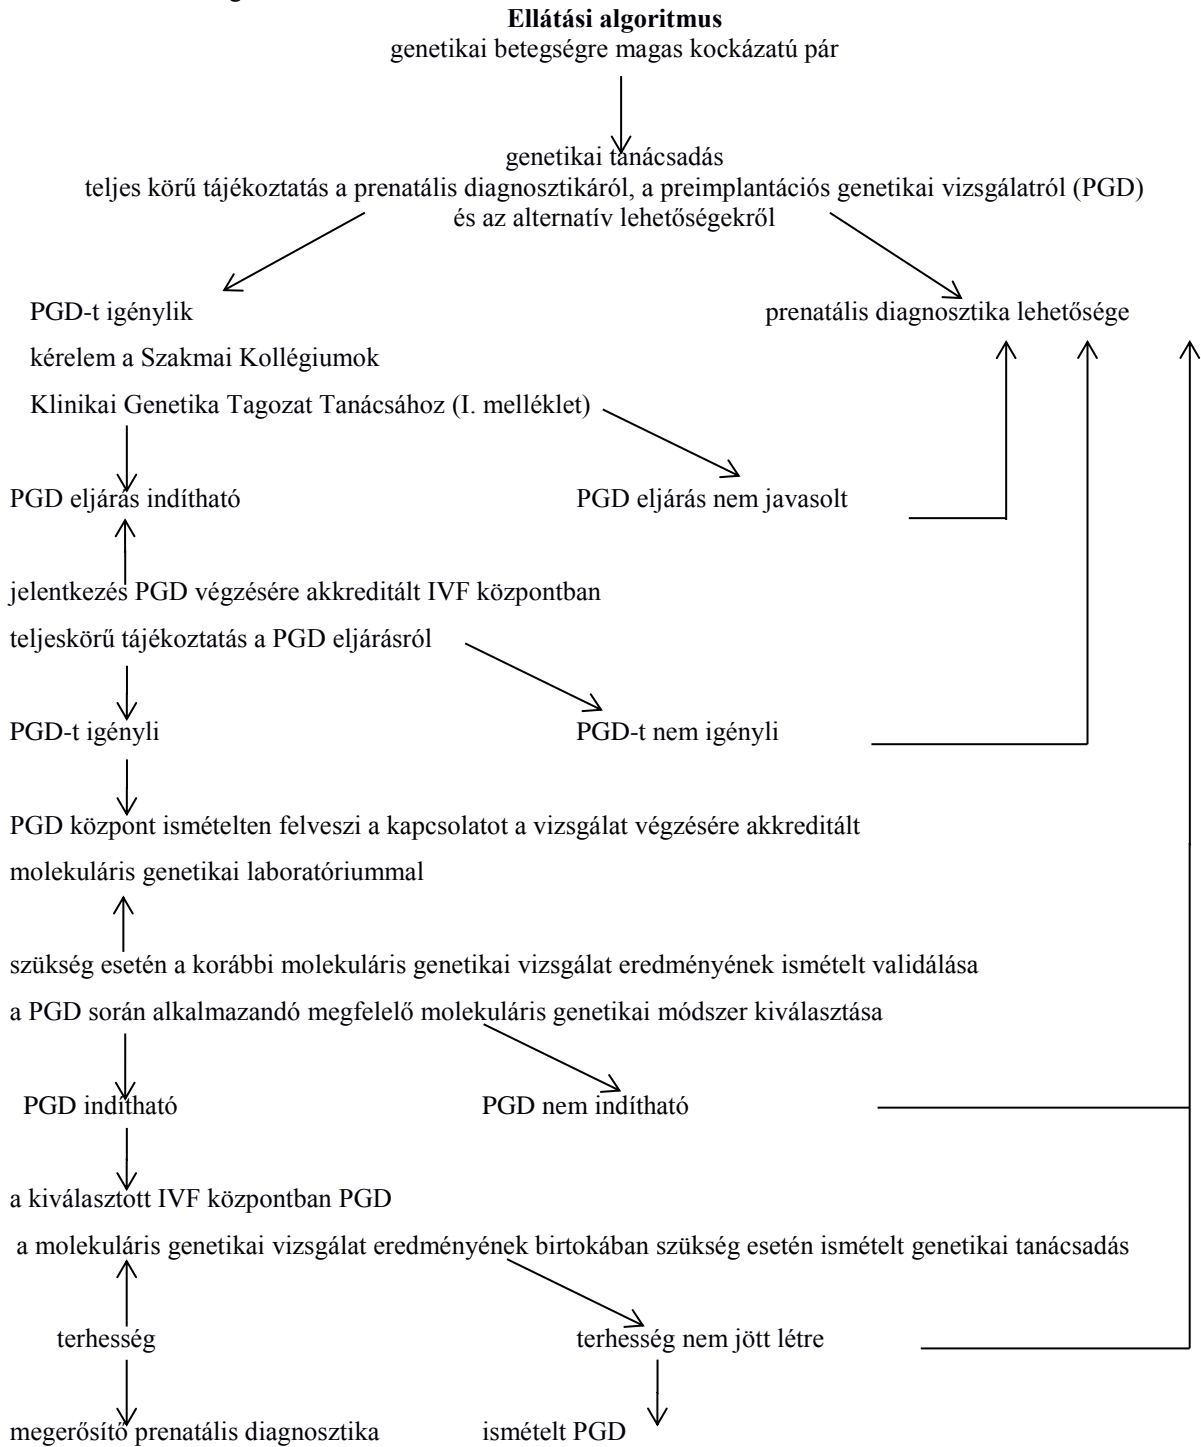 Ellátási algoritmus
genetikai betegségre magas kockázatú pár
genetikai tanácsadás
teljes körű tájékoztatás a prenatális diagnosztikáról, a preimplantációs genetikai vizsgálatról (PGD)
és az alternatív lehetőségekről
PGD-t igénylik
prenatális diagnosztika lehetősége
kérelem a Szakmai Kollégiumok
Klinikai Genetika Tagozat Tanácsához (I. melléklet)
PGD eljárás indítható
PGD eljárás nem javasolt
jelentkezés PGD végzésére akkreditált IVF központban
teljeskörű tájékoztatás a PGD eljárásról
PGD-t igényli
PGD-t nem igényli
PGD központ ismételten felveszi a kapcsolatot a vizsgálat végzésére akkreditált
molekuláris genetikai laboratóriummal
szükség esetén a korábbi molekuláris genetikai vizsgálat eredményének ismételt validálása
a PGD során alkalmazandó megfelelő molekuláris genetikai módszer kiválasztása
PGD indítható
PGD nem indítható
a kiválasztott IVF központban PGD
a molekuláris genetikai vizsgálat eredményének birtokában szükség esetén ismételt genetikai tanácsadás
terhesség
terhesség nem jött létre
megerősítő prenatális diagnosztika
ismételt PGD